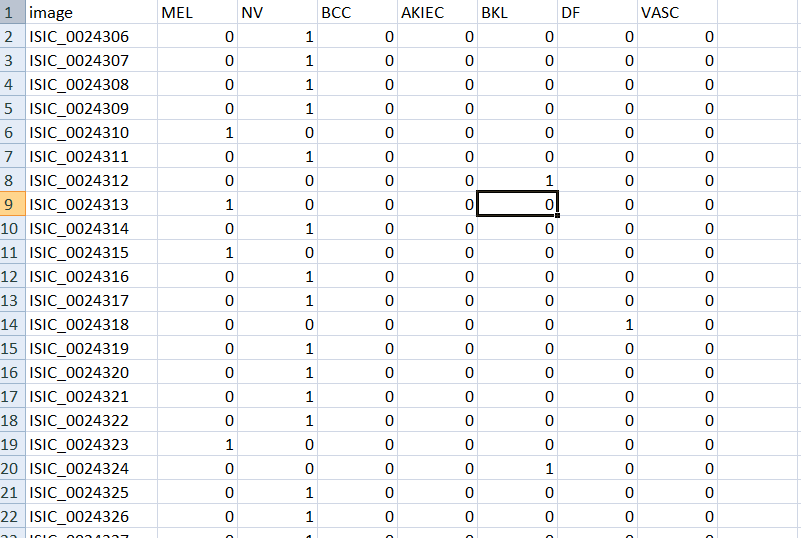 1 image MEL NV BCC AKIEC BKL DF VASC
2 ISIC_0024306 0 1 0 0 0 0 0
3 ISIC_0024307 0 1 0 0 0 0 0
4 ISIC_0024308 0 1 0 0 0 0 0
5 ISIC_0024309 0 1 0 0 0 0 0
6 ISIC_0024310 1 0 0 0 0 0 0
7 ISIC_0024311 0 1 0 0 0 0 0
8 ISIC_0024312 0 0 0 0 1 0 0
9 ISIC_0024313 1 0 0 0 0 0 0
10 ISIC_0024314 0 1 0 0 0 0 0
11 ISIC_0024315 1 0 0 0 0 0 0
12 ISIC_0024316 0 1 0 0 0 0 0
13 ISIC_0024317 0 1 0 0 0 0 0
14 ISIC_0024318 0 0 0 0 0 1 0
15 ISIC_0024319 0 1 0 0 0 0 0
16 ISIC_0024320 0 1 0 0 0 0 0
17 ISIC_0024321 0 1 0 0 0 0 0
18 ISIC_0024322 0 1 0 0 0 0 0
19 ISIC_0024323 1 0 0 0 0 0 0
20 ISIC_0024324 0 0 0 0 1 0 0
21 ISIC_0024325 0 1 0 0 0 0 0
22 ISIC_0024326 0 1 0 0 0 0 0